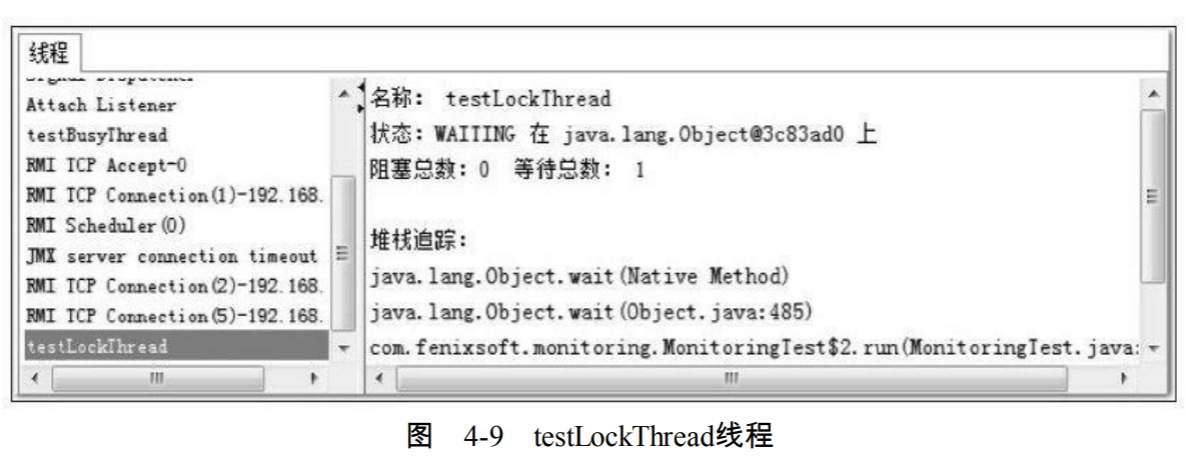 线程
Attach Listener
testBusyThread
RMI TCP Accept-0
RMI TCP Connection(1)-192.168.
RMI Scheduler(0)
JMX server connection timeout
RMI TCP Connection(2)-192.168.
RMI TCP Connection(5)-192.168.
testLockThread
名称: testLockThread
状态: WAITING 在 java.lang.Object@3c83ad0 上
阻塞总数: 0 等待总数: 1
堆栈追踪:
java.lang.Object.wait(Native Method)
java.lang.Object.wait(Object.java:485)
com.fenixsoft.monitoring.MonitoringTest$2.run(MonitoringTest.java:
图 4-9 testLockThread线程